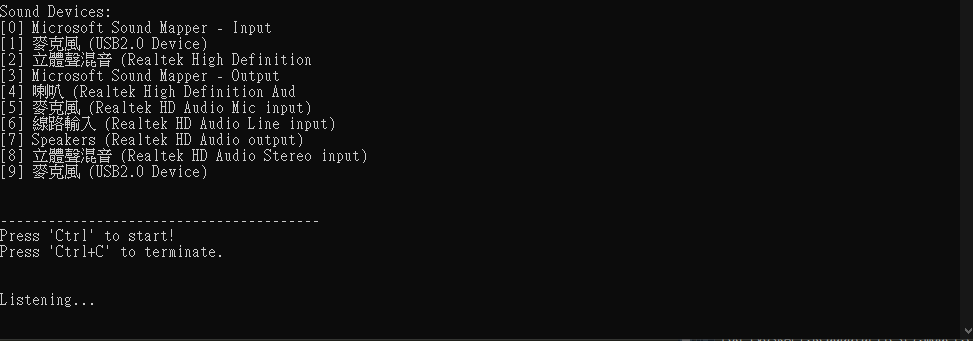 Sound Devices:
[0] Microsoft Sound Mapper - Input
[1] 麥克風 (USB2.0 Device)
[2] 立體聲混音 (Realtek High Definition
[3] Microsoft Sound Mapper - Output
[4] 喇叭 (Realtek High Definition Aud
[5] 麥克風 (Realtek HD Audio Mic input)
[6] 線路輸入 (Realtek HD Audio Line input)
[7] Speakers (Realtek HD Audio output)
[8] 立體聲混音 (Realtek HD Audio Stereo input)
[9] 麥克風 (USB2.0 Device)
----------------------------------------
Press 'Ctrl' to start!
Press 'Ctrl+C' to terminate.
Listening...